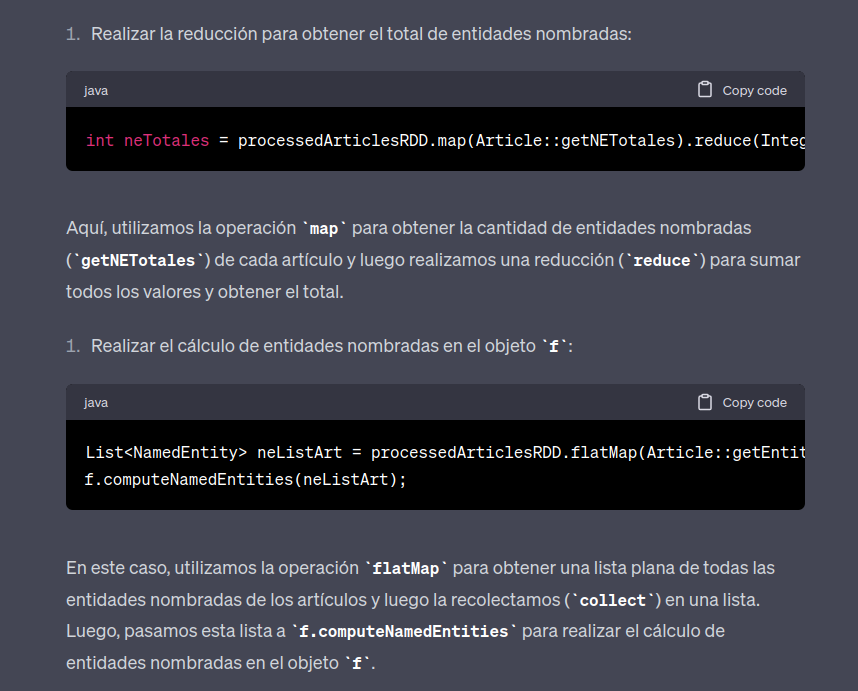 1. Realizar la reducción para obtener el total de entidades nombradas:
java Copy code
int neTotales = processedArticlesRDD.map(Article::getNETotales).reduce(Integ
Aquí, utilizamos la operación `map` para obtener la cantidad de entidades nombradas
(`getNETotales`) de cada artículo y luego realizamos una reducción (`reduce`) para sumar
todos los valores y obtener el total.
1. Realizar el cálculo de entidades nombradas en el objeto `f`:
java Copy code
List<NamedEntity> neListArt = processedArticlesRDD.flatMap(Article::getEntit
f.computeNamedEntities(neListArt);
En este caso, utilizamos la operación `flatMap` para obtener una lista plana de todas las
entidades nombradas de los artículos y luego la recolectamos (`collect`) en una lista.
Luego, pasamos esta lista a `f.computeNamedEntities` para realizar el cálculo de
entidades nombradas en el objeto `f`.